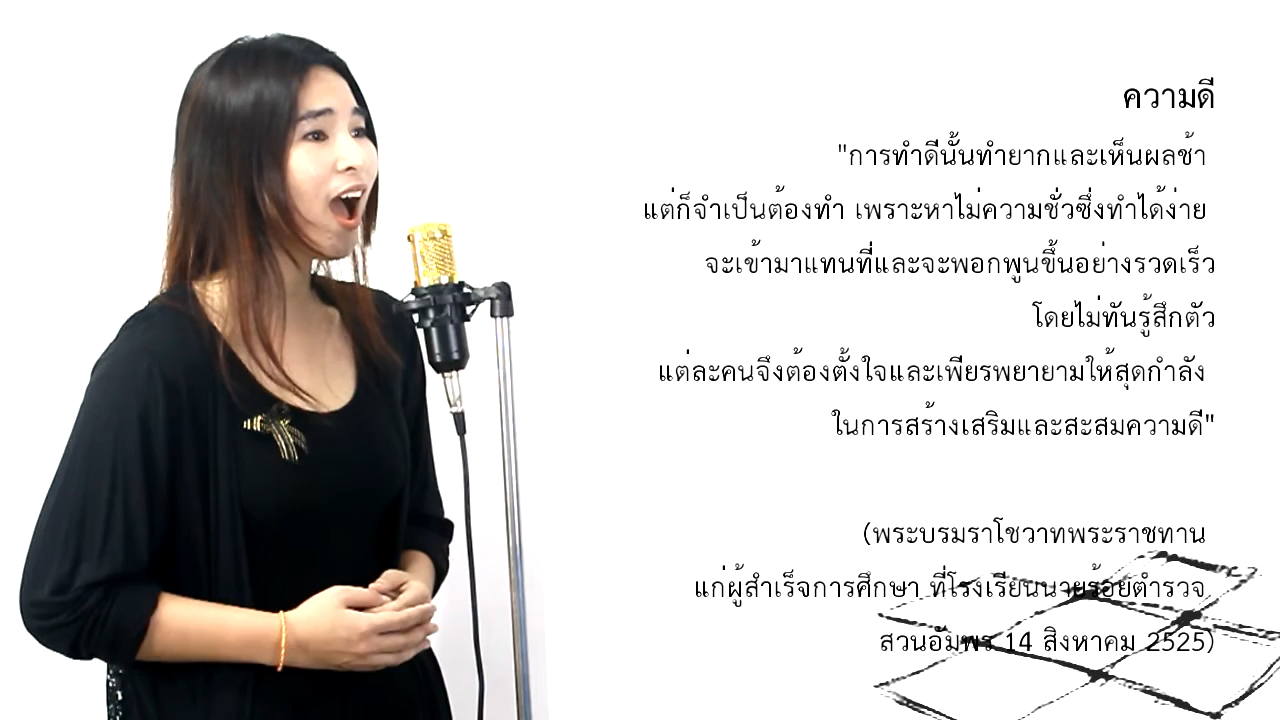 ความดี
"การทำดีนั้นทำยากและเห็นผลช้า
แต่ก็จำเป็นต้องทำ เพราะหาไม่ความชั่วซึ่งทำได้ง่าย
จะเข้ามาแทนที่และจะพอกพูนขึ้นอย่างรวดเร็ว
โดยไม่ทันรู้สึกตัว
แต่ละคนจึงต้องตั้งใจและเพียรพยายามให้สุดกำลัง
ในการสร้างเสริมและสะสมความดี"
(พระบรมราโชวาทพระราชทาน
แก่ผู้สำเร็จการศึกษา ที่โรงเรียนนายร้อยตำรวจ
สวนอัมพร 14 สิงหาคม 2525)